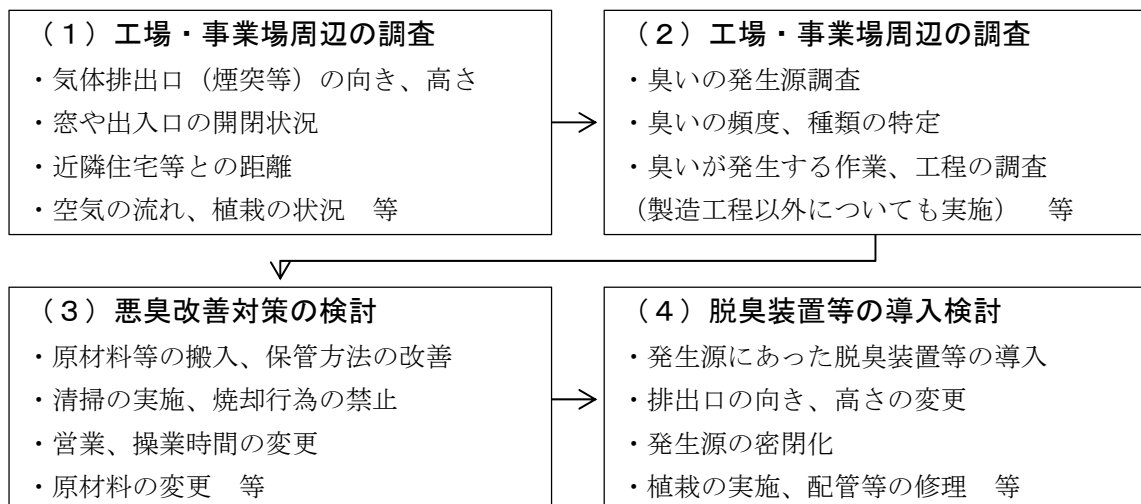 （１）工場・事業場周辺の調査
・気体排出口（煙突等）の向き、高さ
・窓や出入口の開閉状況
・近隣住宅等との距離
・空気の流れ、植栽の状況　等
（２）工場・事業場周辺の調査
・臭いの発生源調査
・臭いの頻度、種類の特定
・臭いが発生する作業、工程の調査
（製造工程以外についても実施）　等
（３）悪臭改善対策の検討
・原材料等の搬入、保管方法の改善
・清掃の実施、焼却行為の禁止
・営業、操業時間の変更
・原材料の変更　等
（４）脱臭装置等の導入検討
・発生源にあった脱臭装置等の導入
・排出口の向き、高さの変更
・発生源の密閉化
・植栽の実施、配管等の修理　等